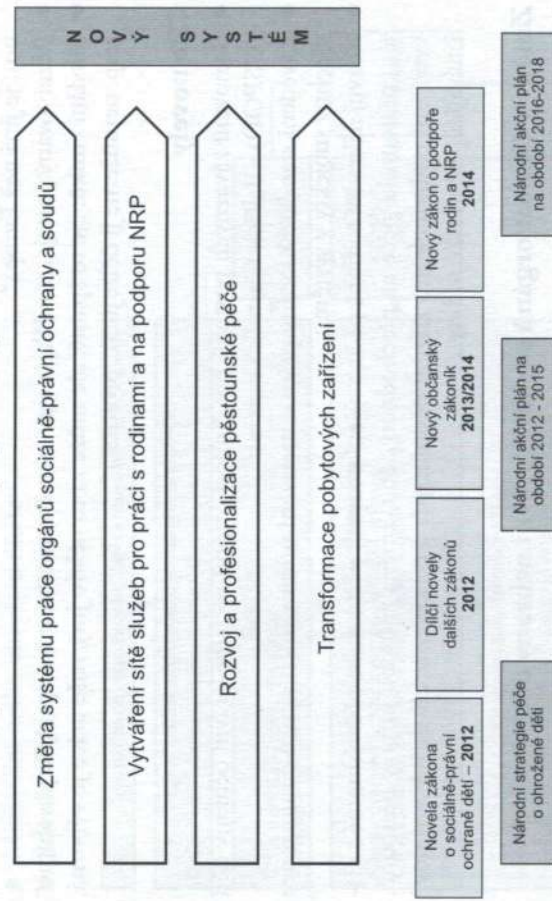 Změna systému práce orgánů sociálně-právní ochrany a soudů
Vytváření sítě služeb pro práci s rodinami a na podporu NRP
Rozvoj a profesionalizace pěstounské péče
Transformace pobytových zařízení
NOVÝ SYSTÉM
Novela zákona
o sociálně-právní
ochraně dětí – 2012
Dílčí novely
dalších zákonů
2012
Nový občanský
zákoník
2013/2014
Nový zákon o podpoře
rodin a NRP
2014
Národní strategie péče
o ohrožené děti
Národní akční plán na
období 2012 - 2015
Národní akční plán
na období 2016-2018